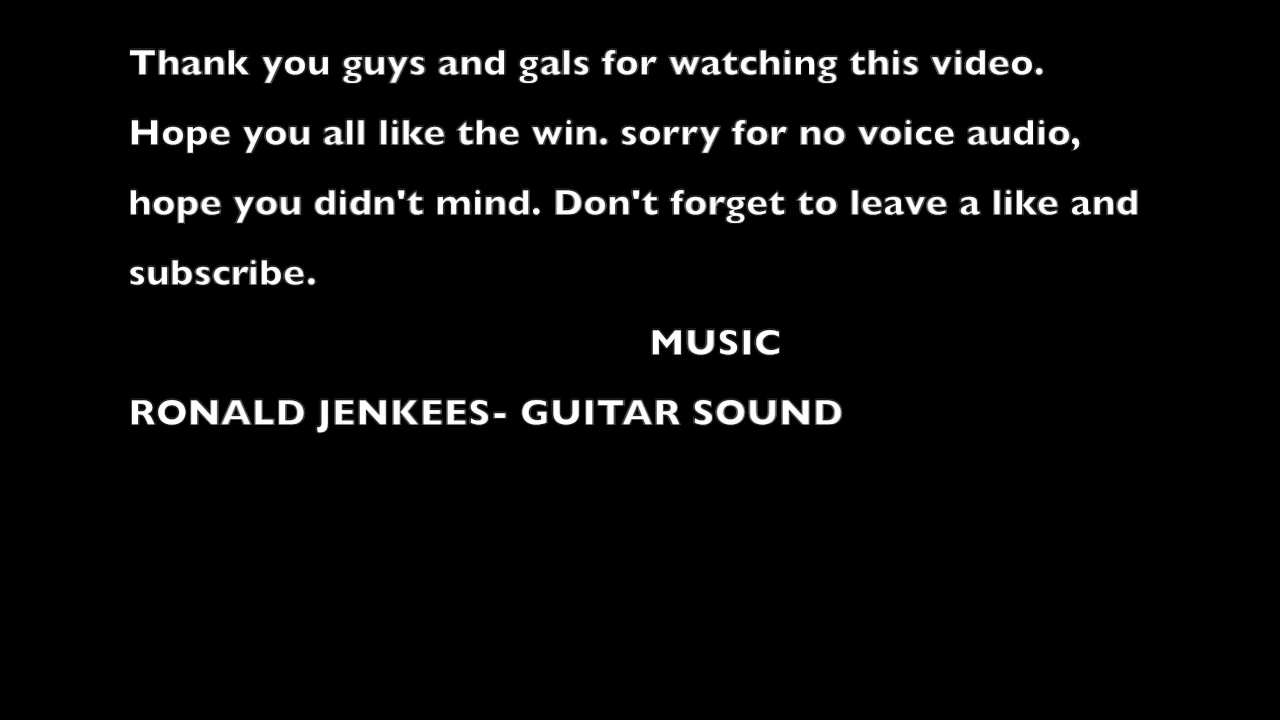 Thank you guys and gals for watching this video.
Hope you all like the win. sorry for no voice audio,
hope you didn't mind. Don't forget to leave a like and
subscribe.
MUSIC
RONALD JENKEES- GUITAR SOUND